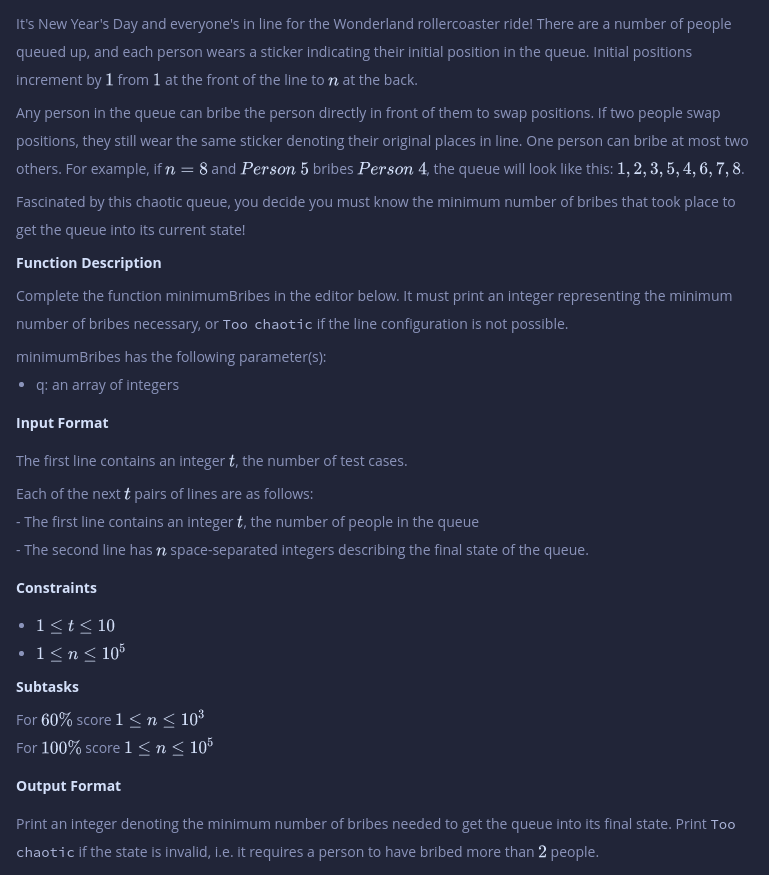 It's New Year's Day and everyone's in line for the Wonderland rollercoaster ride! There are a number of people
queued up, and each person wears a sticker indicating their initial position in the queue. Initial positions
increment by 1 from 1 at the front of the line to n at the back.
Any person in the queue can bribe the person directly in front of them to swap positions. If two people swap
positions, they still wear the same sticker denoting their original places in line. One person can bribe at most two
others. For example, if n = 8 and Person 5 bribes Person 4, the queue will look like this: 1, 2, 3, 5, 4, 6, 7, 8.
Fascinated by this chaotic queue, you decide you must know the minimum number of bribes that took place to
get the queue into its current state!
Function Description
Complete the function minimumBribes in the editor below. It must print an integer representing the minimum
number of bribes necessary, or Too chaotic if the line configuration is not possible.
minimumBribes has the following parameter(s):
• q: an array of integers
Input Format
The first line contains an integer t, the number of test cases.
Each of the next t pairs of lines are as follows:
- The first line contains an integer t, the number of people in the queue
- The second line has n space-separated integers describing the final state of the queue.
Constraints
• 1 ≤ t ≤ 10
• 1 ≤ n ≤ 10⁵
Subtasks
For 60% score 1 ≤ n ≤ 10³
For 100% score 1 ≤ n ≤ 10⁵
Output Format
Print an integer denoting the minimum number of bribes needed to get the queue into its final state. Print Too
chaotic if the state is invalid, i.e. it requires a person to have bribed more than 2 people.